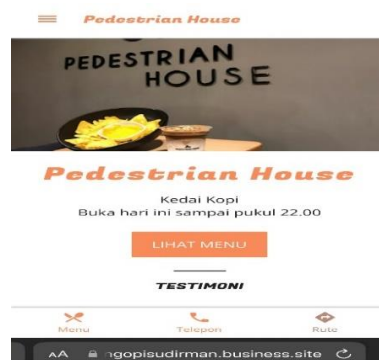 Pedestrian House
PEDESTRIAN
HOUSE
Pedestrian House
Kedai Kopi
Buka hari ini sampai pukul 22.00
LIHAT MENU
TESTIMONI
Menu
Telepon
Rute
AA
ngopisudirman.business.site